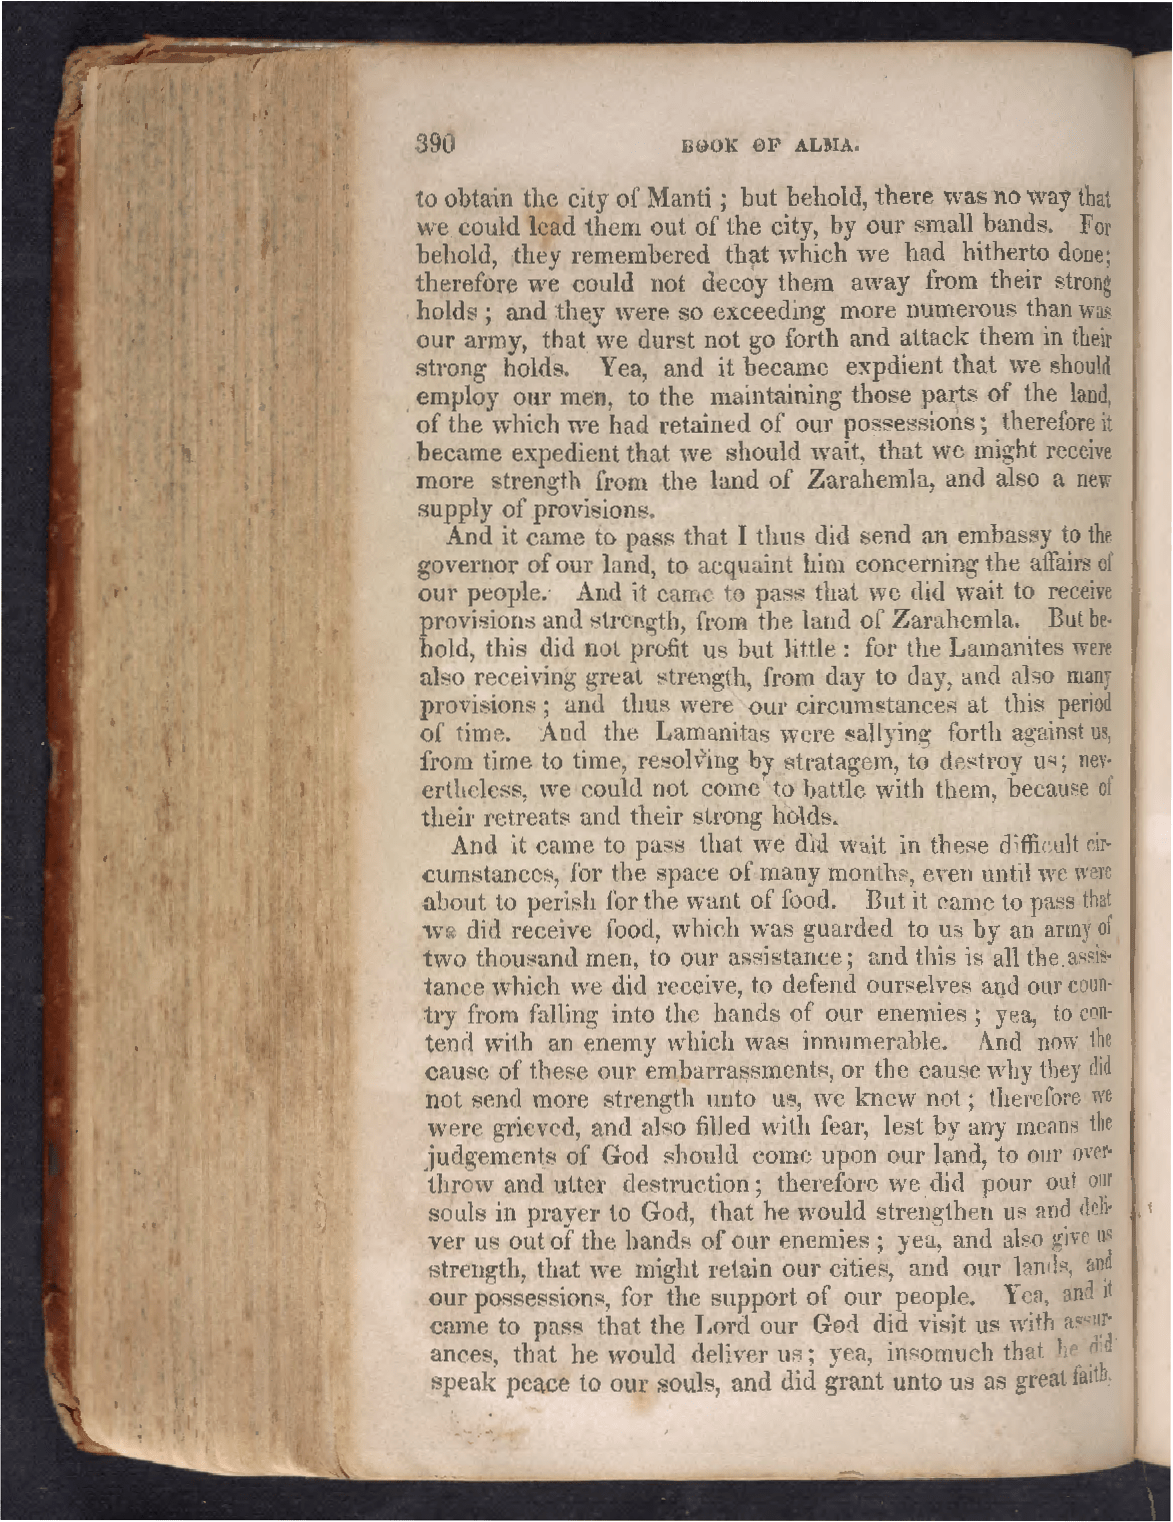 390 BOOK OF ALMA.
to obtain the city of Manti ; but behold, there was no way that
we could lead them out of the city, by our small bands. For
behold, they remembered that which we had hitherto done;
therefore we could not decoy them away from their strong
holds ; and they were so exceeding more numerous than was
our army, that we durst not go forth and attack them in their
strong holds. Yea, and it became expdient that we should
employ our men, to the maintaining those parts of the land,
of the which we had retained of our possessions ; therefore it
became expedient that we should wait, that we might receive
more strength from the land of Zarahemla, and also a new
supply of provisions.
And it came to pass that I thus did send an embassy to the
governor of our land, to acquaint him concerning the affairs of
our people. And it came to pass that we did wait to receive
provisions and strength, from the land of Zarahemla. But be-
hold, this did not profit us but little : for the Lamanites were
also receiving great strength, from day to day, and also many
provisions ; and thus were our circumstances at this period
of time. And the Lamanitas were sallying forth against us,
from time to time, resolving by stratagem, to destroy us; nev-
ertheless, we could not come to battle with them, because of
their retreats and their strong holds.
And it came to pass that we did wait in these difficult cir-
cumstances, for the space of many months, even until we were
about to perish for the want of food. But it came to pass that
we did receive food, which was guarded to us by an army of
two thousand men, to our assistance ; and this is all the assis-
tance which we did receive, to defend ourselves and our coun-
try from falling into the hands of our enemies ; yea, to con-
tend with an enemy which was innumerable. And now the
cause of these our embarrassments, or the cause why they did
not send more strength unto us, we knew not ; therefore we
were grieved, and also filled with fear, lest by any means the
judgements of God should come upon our land, to our over-
throw and utter destruction ; therefore we did pour out our
souls in prayer to God, that he would strengthen us and deli-
ver us out of the hands of our enemies ; yea, and also give us
strength, that we might retain our cities, and our lands, and
our possessions, for the support of our people. Yea, and it
came to pass that the Lord our God did visit us with assur-
ances, that he would deliver us ; yea, insomuch that he did
speak peace to our souls, and did grant unto us as great faith,